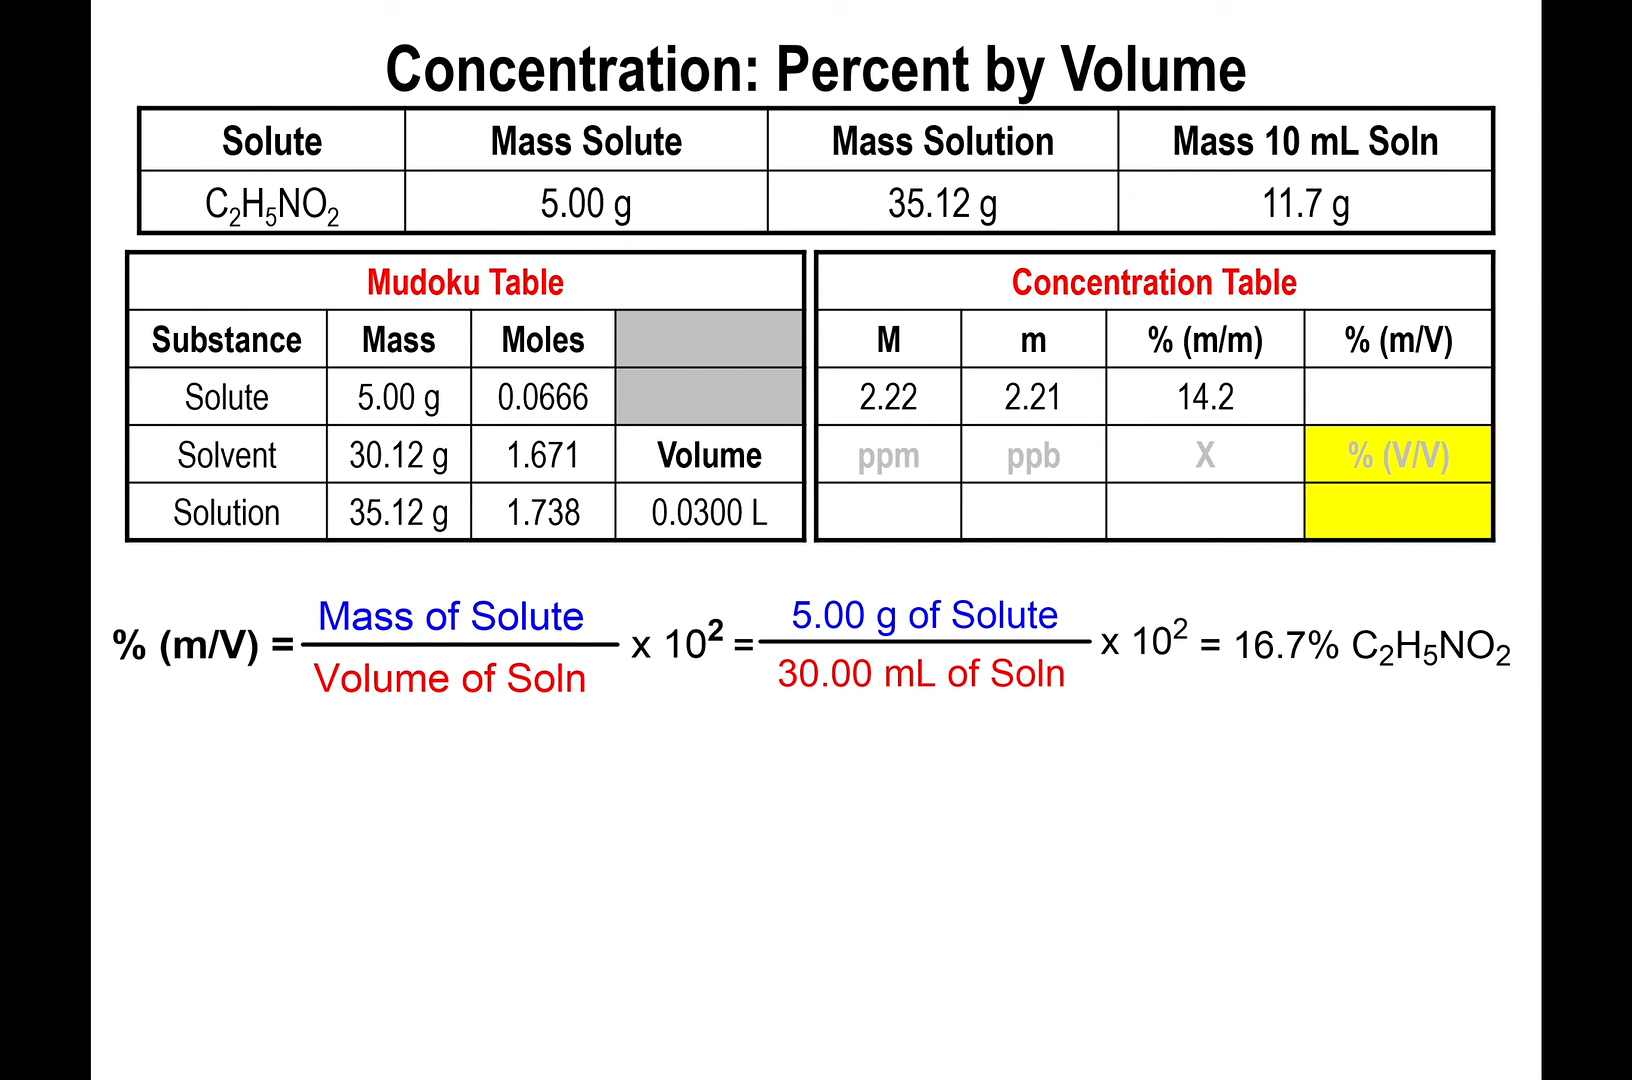 Concentration: Percent by Volume
Solute Mass Solute Mass Solution Mass 10 mL Soln
C₂H₅NO₂ 5.00 g 35.12 g 11.7 g
Mudoku Table Concentration Table
Substance Mass Moles M m % (m/m) % (m/V)
Solute 5.00 g 0.0666 2.22 2.21 14.2
Solvent 30.12 g 1.671 Volume ppm ppb X % (V/V)
Solution 35.12 g 1.738 0.0300 L
% (m/V) = Mass of Solute / Volume of Soln x 10² = 5.00 g of Solute / 30.00 mL of Soln x 10² = 16.7% C₂H₅NO₂